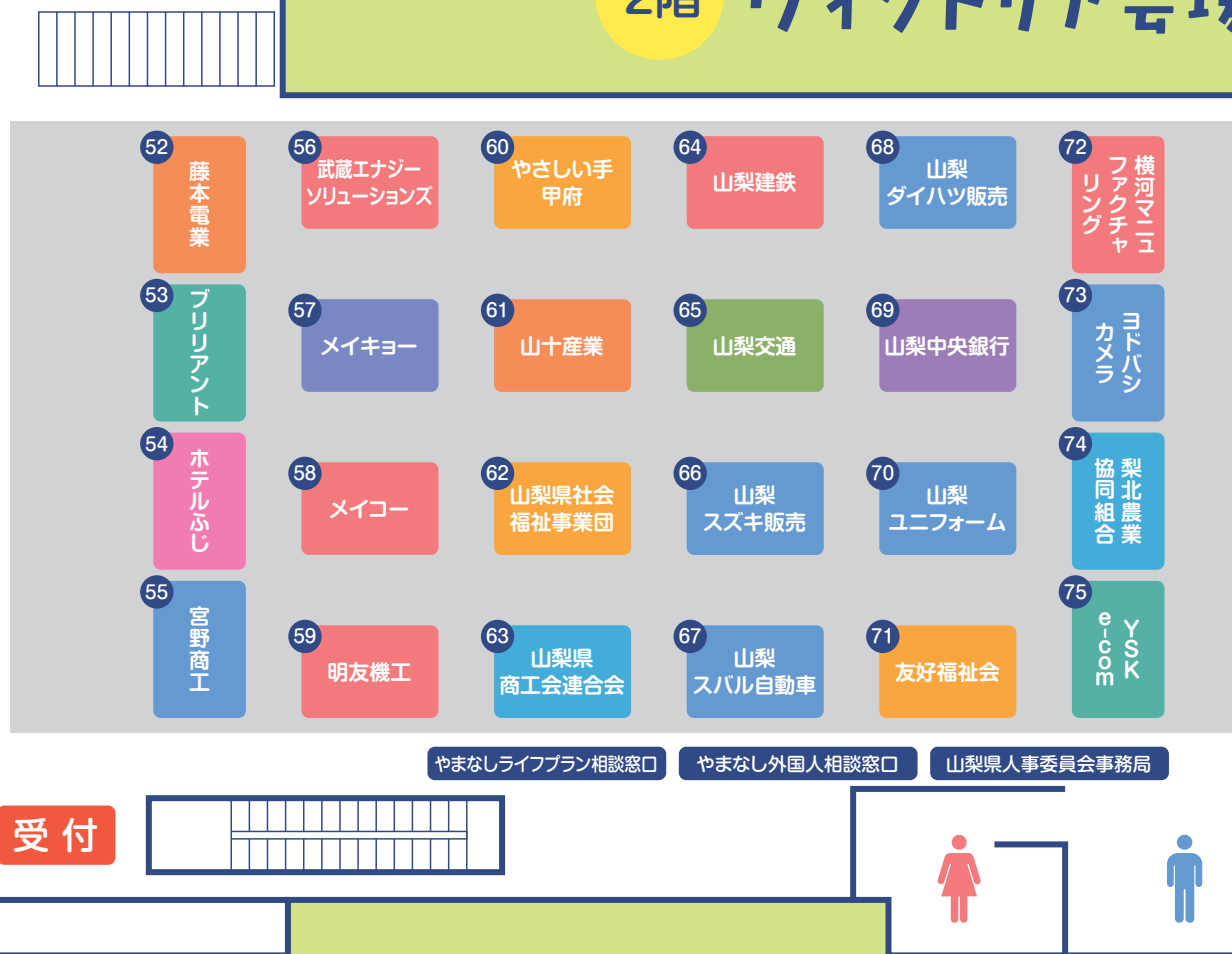 2階
ヴィクトリア会場
52
藤本電業
53
ブリリアント
54
ホテルふじ
55
宮野商工
56
武蔵エナジー
ソリューションズ
57
メイキョー
58
メイコー
59
明友機工
60
やさしい手
甲府
61
山十産業
62
山梨県社会
福祉事業団
63
山梨県
商工会連合会
64
山梨建鉄
65
山梨交通
66
山梨
スズキ販売
67
山梨
スバル自動車
68
山梨
ダイハツ販売
69
山梨中央銀行
70
山梨
ユニフォーム
71
友好福祉会
72
横河マニュ
ファクチャ
リング
73
ヨドバシ
カメラ
74
梨北農業
協同組合
75
YSK
e-com
やまなしライフプラン相談窓口
やまなし外国人相談窓口
山梨県人事委員会事務局
受付